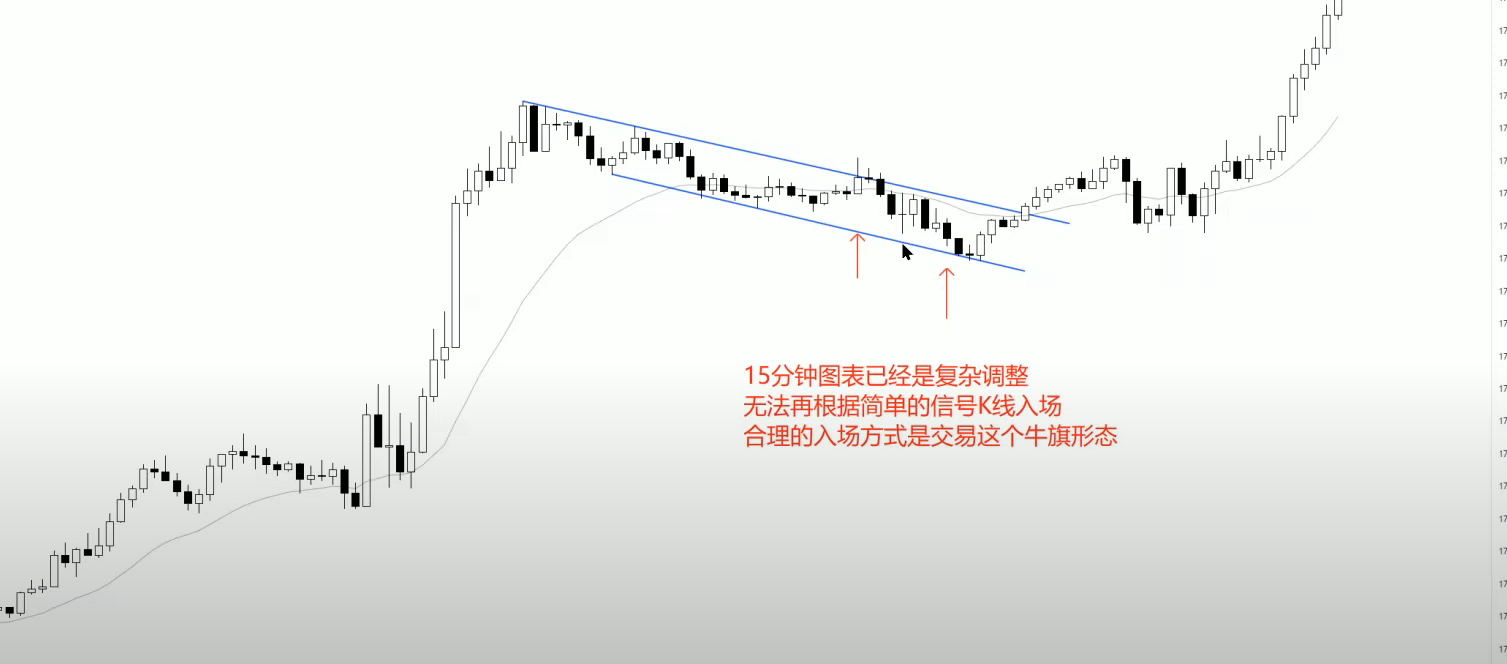 15分钟图表已经是复杂调整
无法再根据简单的信号K线入场
合理的入场方式是交易这个牛旗形态